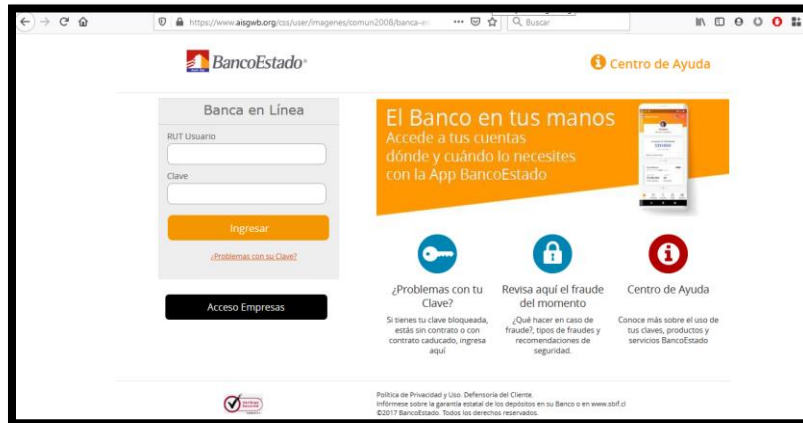 https://www.aisgwb.org/css/user/imagenes/comun2008/banca-en
Buscar
BancoEstado®
Centro de Ayuda
Banca en Línea
RUT Usuario
Clave
Ingresar
¿Problemas con su Clave?
Acceso Empresas
El Banco en tus manos
Accede a tus cuentas
dónde y cuándo lo necesites
con la App BancoEstado
¿Problemas con tu
Clave?
Si tienes tu clave bloqueada,
estás sin contrato o con
contrato caducado, ingresa
aquí
Revisa aquí el fraude
del momento
¿Qué hacer en caso de
fraude?, tipos de fraudes y
recomendaciones de
seguridad.
Centro de Ayuda
Conoce más sobre el uso de
tus claves, productos y
servicios BancoEstado
Política de Privacidad y Uso. Defensoría del Cliente.
Infórmese sobre la garantía estatal de los depósitos en su Banco o en www.sbif.cl
©2017 BancoEstado. Todos los derechos reservados.